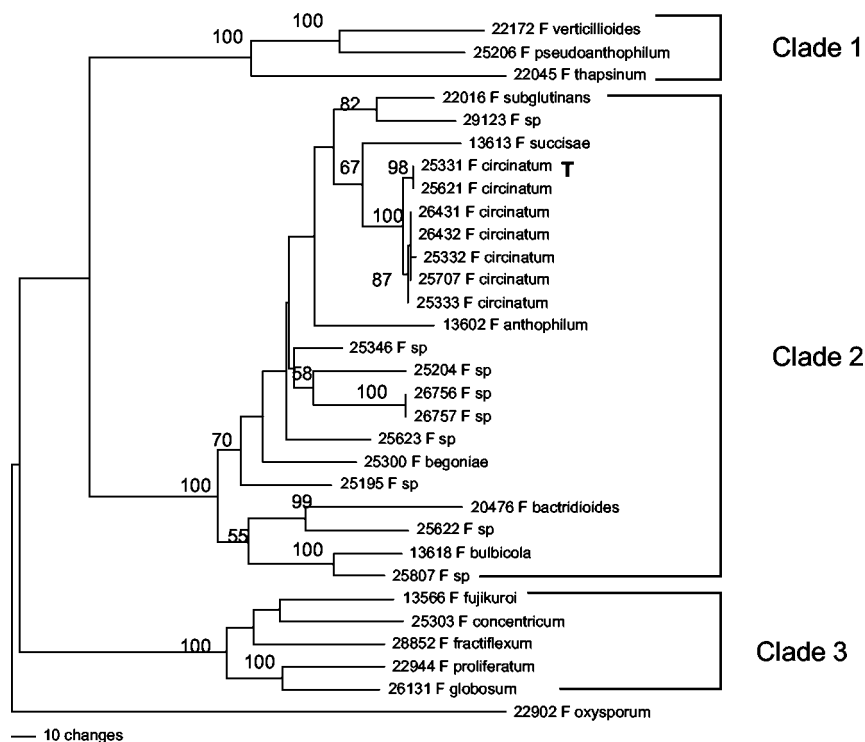 100
100
22172 F verticillioides
25206 F pseudoanthophilum
22045 F thapsinum
Clade 1
82
22016 F subglutinans
29123 F sp
13613 F succisae
67
98
25331 F circinatum T
25621 F circinatum
100
26431 F circinatum
26432 F circinatum
25332 F circinatum
87
25707 F circinatum
25333 F circinatum
13602 F anthophilum
25346 F sp
Clade 2
58
25204 F sp
100
26756 F sp
26757 F sp
70
25623 F sp
25300 F begoniae
100
25195 F sp
99
20476 F bactridioides
25622 F sp
55
100
13618 F bulbicola
25807 F sp
13566 F fujikuroi
25303 F concentricum
100
28852 F fractiflexum
Clade 3
100
22944 F proliferatum
26131 F globosum
22902 F oxysporum
10 changes